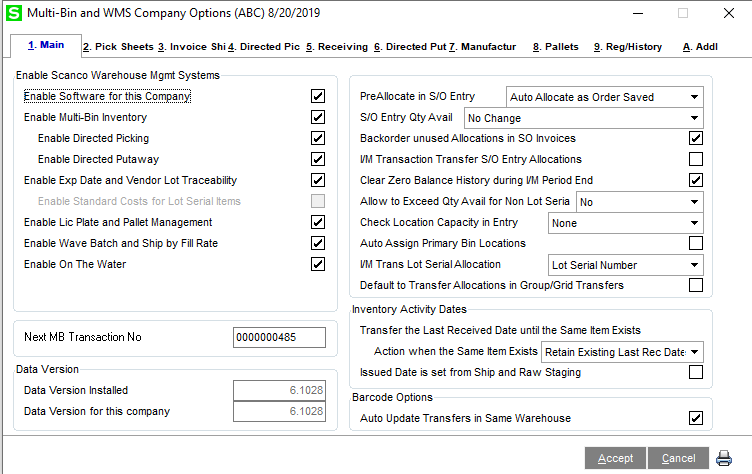 S Multi-Bin and WMS Company Options (ABC) 8/20/2019
1. Main 2. Pick Sheets 3. Invoice Shi 4. Directed Pic 5. Receiving 6. Directed Put 7. Manufactur 8. Pallets 9. Reg/History A. Addl
Enable Scanco Warehouse Mgmt Systems
Enable Software for this Company
Enable Multi-Bin Inventory
Enable Directed Picking
Enable Directed Putaway
Enable Exp Date and Vendor Lot Traceability
Enable Standard Costs for Lot Serial Items
Enable Lic Plate and Pallet Management
Enable Wave Batch and Ship by Fill Rate
Enable On The Water
Next MB Transaction No 0000000485
Data Version
Data Version Installed 6.1028
Data Version for this company 6.1028
PreAllocate in S/O Entry Auto Allocate as Order Saved
S/O Entry Qty Avail No Change
Backorder unused Allocations in SO Invoices
I/M Transaction Transfer S/O Entry Allocations
Clear Zero Balance History during I/M Period End
Allow to Exceed Qty Avail for Non Lot Seria No
Check Location Capacity in Entry None
Auto Assign Primary Bin Locations
I/M Trans Lot Serial Allocation Lot Serial Number
Default to Transfer Allocations in Group/Grid Transfers
Inventory Activity Dates
Transfer the Last Received Date until the Same Item Exists
Action when the Same Item Exists Retain Existing Last Rec Date
Issued Date is set from Ship and Raw Staging
Barcode Options
Auto Update Transfers in Same Warehouse
Accept Cancel